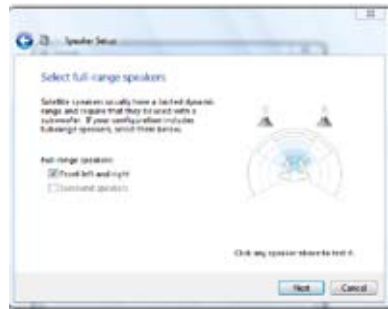 Speaker Setup
Select full-range speakers
Satellite speakers usually have a limited dynamic
range and require that they be used with a
subwoofer. If your configuration includes
full-range speakers, select them below.
Full-range speakers:
Front left and right
Surround speakers
Click any speaker above to test it.
Next
Cancel